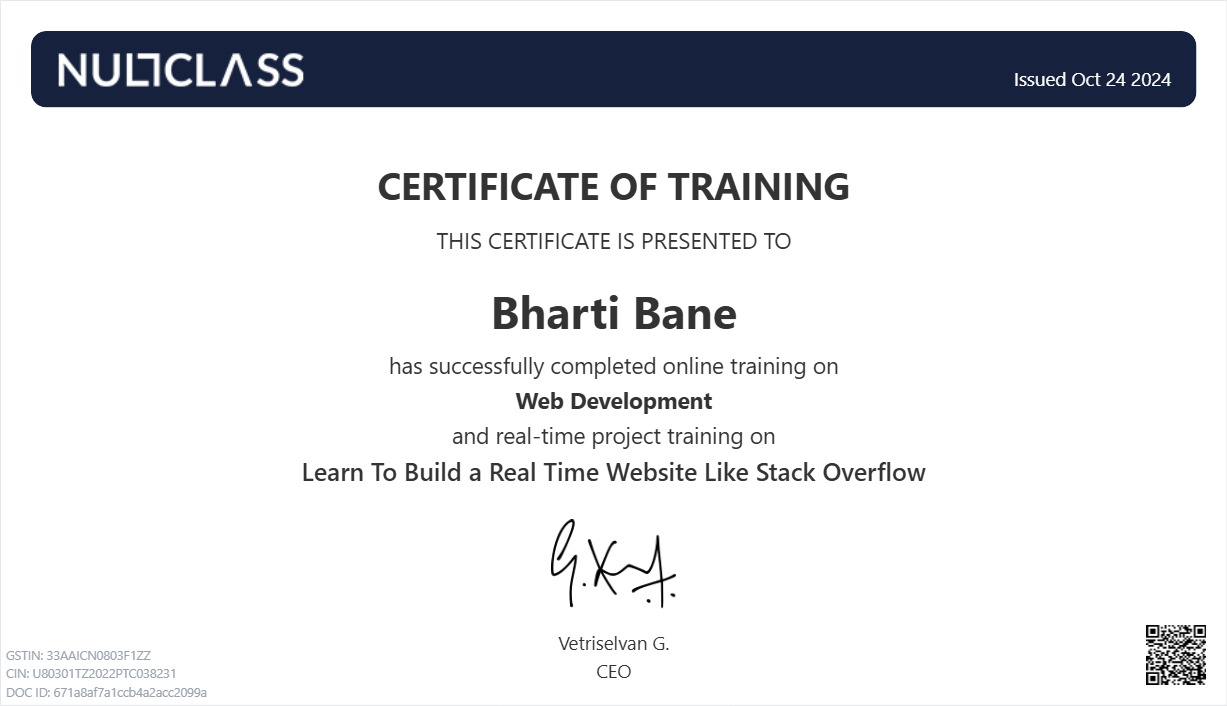 NULLCLASS
Issued Oct 24 2024
CERTIFICATE OF TRAINING
THIS CERTIFICATE IS PRESENTED TO
Bharti Bane
has successfully completed online training on
Web Development
and real-time project training on
Learn To Build a Real Time Website Like Stack Overflow
Vetriselvan G.
CEO
GSTIN: 33AAICN0803F1ZZ
CIN: U80301TZ2022PTC038231
DOC ID: 671a8af7a1ccb4a2acc2099a